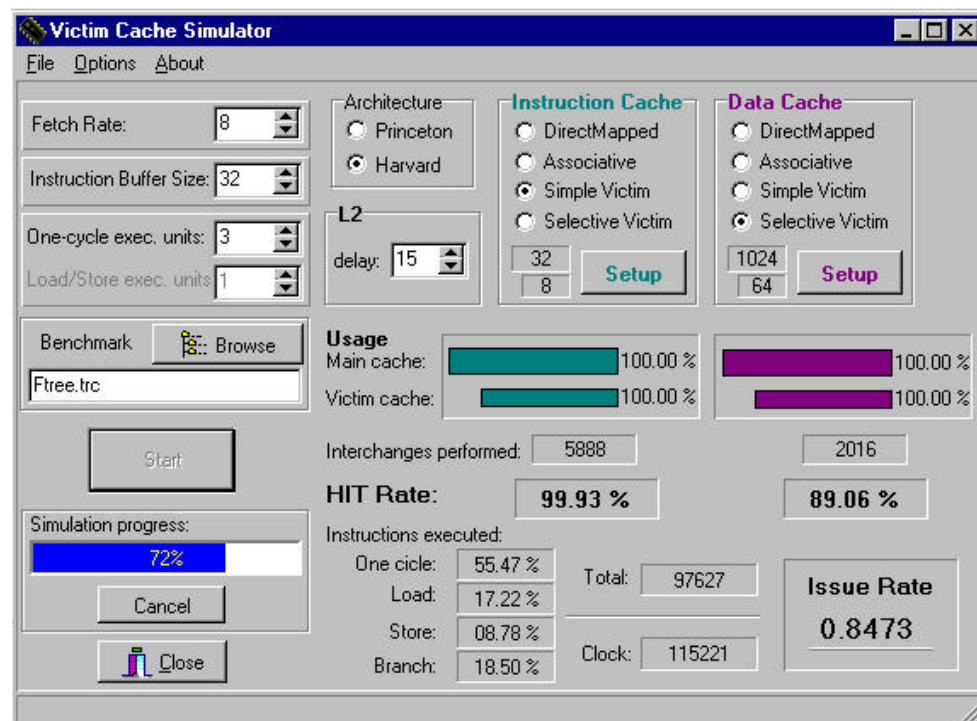 Victim Cache Simulator
File Options About
Fetch Rate: 8
Instruction Buffer Size: 32
One-cycle exec. units: 3
Load/Store exec. units 1
Architecture
Princeton
Harvard
L2
delay: 15
Instruction Cache
DirectMapped
Associative
Simple Victim
Selective Victim
32
8
Setup
Data Cache
DirectMapped
Associative
Simple Victim
Selective Victim
1024
64
Setup
Benchmark Browse
Ftree.trc
Start
Simulation progress:
72%
Cancel
Close
Usage
Main cache: 100.00 % 100.00 %
Victim cache: 100.00 % 100.00 %
Interchanges performed: 5888 2016
HIT Rate: 99.93 % 89.06 %
Instructions executed:
One cicle: 55.47 %
Load: 17.22 %
Store: 08.78 %
Branch: 18.50 %
Total: 97627
Clock: 115221
Issue Rate
0.8473